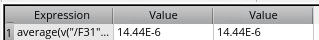 Expression Value Value
1 average(v("/F31"... 14.44E-6 14.44E-6